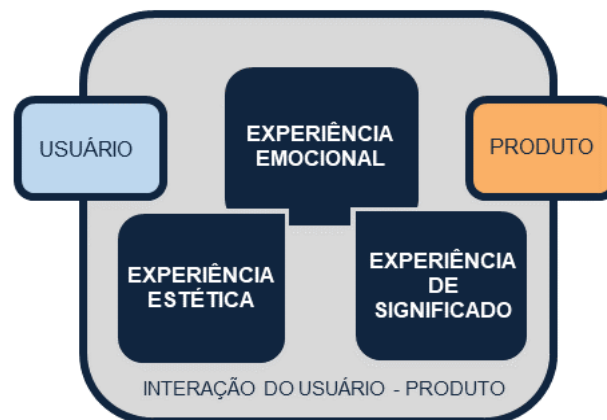 EXPERIÊNCIA
EMOCIONAL
USUÁRIO
PRODUTO
EXPERIÊNCIA
ESTÉTICA
EXPERIÊNCIA
DE
SIGNIFICADO
INTERAÇÃO DO USUÁRIO - PRODUTO